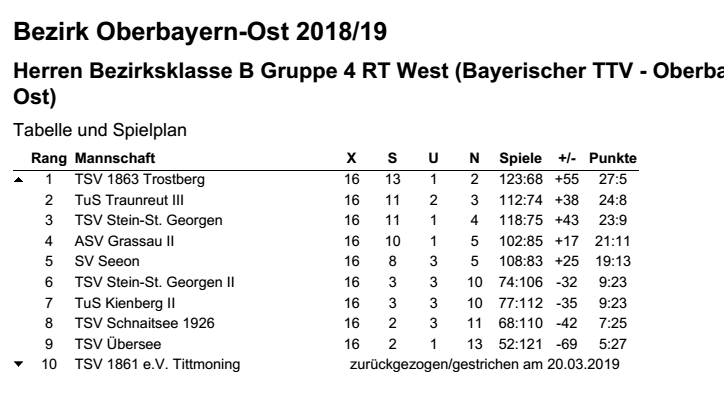 Bezirk Oberbayern-Ost 2018/19
Herren Bezirksklasse B Gruppe 4 RT West (Bayerischer TTV - Oberba
Ost)
Tabelle und Spielplan
Rang Mannschaft X S U N Spiele +/- Punkte
1 TSV 1863 Trostberg 16 13 1 2 123:68 +55 27:5
2 TuS Traunreut III 16 11 2 3 112:74 +38 24:8
3 TSV Stein-St. Georgen 16 11 1 4 118:75 +43 23:9
4 ASV Grassau II 16 10 1 5 102:85 +17 21:11
5 SV Seeon 16 8 3 5 108:83 +25 19:13
6 TSV Stein-St. Georgen II 16 3 3 10 74:106 -32 9:23
7 TuS Kienberg II 16 3 3 10 77:112 -35 9:23
8 TSV Schnaitsee 1926 16 2 3 11 68:110 -42 7:25
9 TSV Übersee 16 2 1 13 52:121 -69 5:27
10 TSV 1861 e.V. Tittmoning zurückgezogen/gestrichen am 20.03.2019